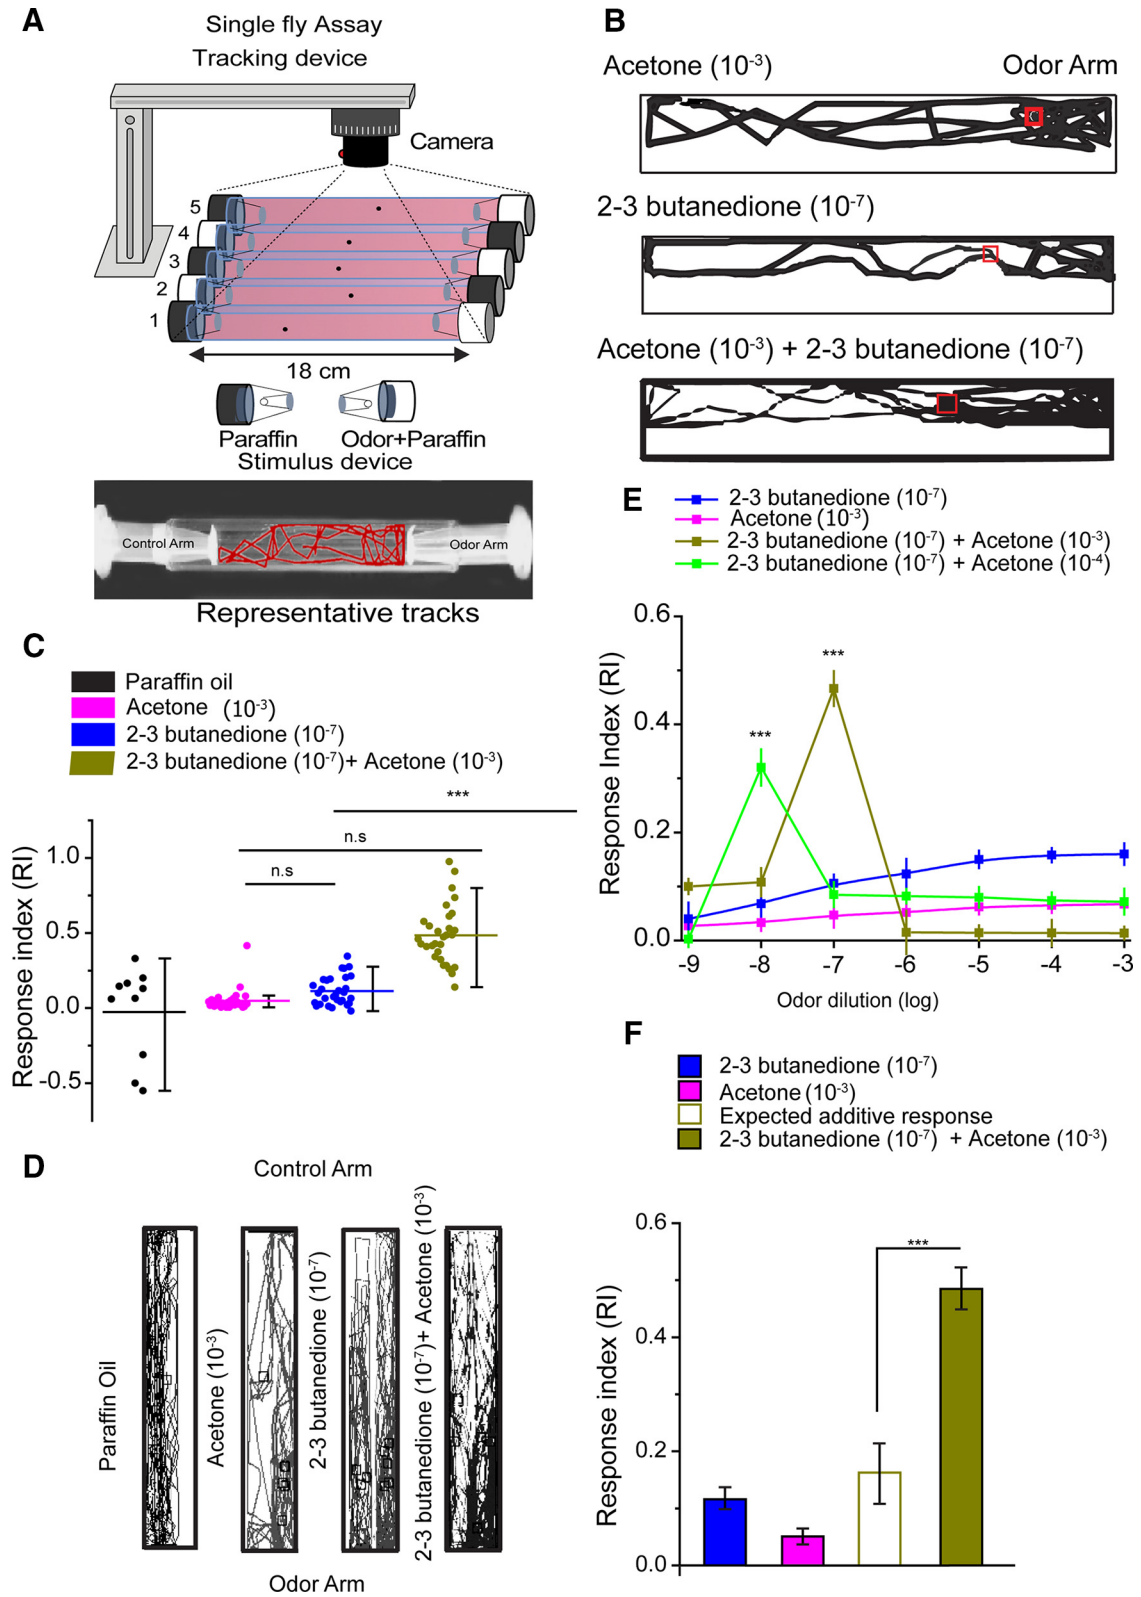 A
Single fly Assay
Tracking device
Camera
5
4
3
2
1
18 cm
Paraffin
Odor+Paraffin
Stimulus device
Control Arm
Odor Arm
Representative tracks
B
Acetone (10-3)
Odor Arm
2-3 butanedione (10-7)
Acetone (10-3) + 2-3 butanedione (10-7)
C
Paraffin oil
Acetone (10-3)
2-3 butanedione (10-7)
2-3 butanedione (10-7)+ Acetone (10-3)
***
n.s
n.s
Response index (RI)
1.0
0.5
0.0
-0.5
D
Control Arm
Paraffin Oil
Acetone (10-3)
2-3 butanedione (10-7)
2-3 butanedione (10-7)+ Acetone (10-3)
Odor Arm
E
2-3 butanedione (10-7)
Acetone (10-3)
2-3 butanedione (10-7) + Acetone (10-3)
2-3 butanedione (10-7) + Acetone (10-4)
Response Index (RI)
0.6
0.4
0.2
0.0
***
***
-9 -8 -7 -6 -5 -4 -3
Odor dilution (log)
F
2-3 butanedione (10-7)
Acetone (10-3)
Expected additive response
2-3 butanedione (10-7) + Acetone (10-3)
Response index (RI)
0.6
0.4
0.2
0.0
***